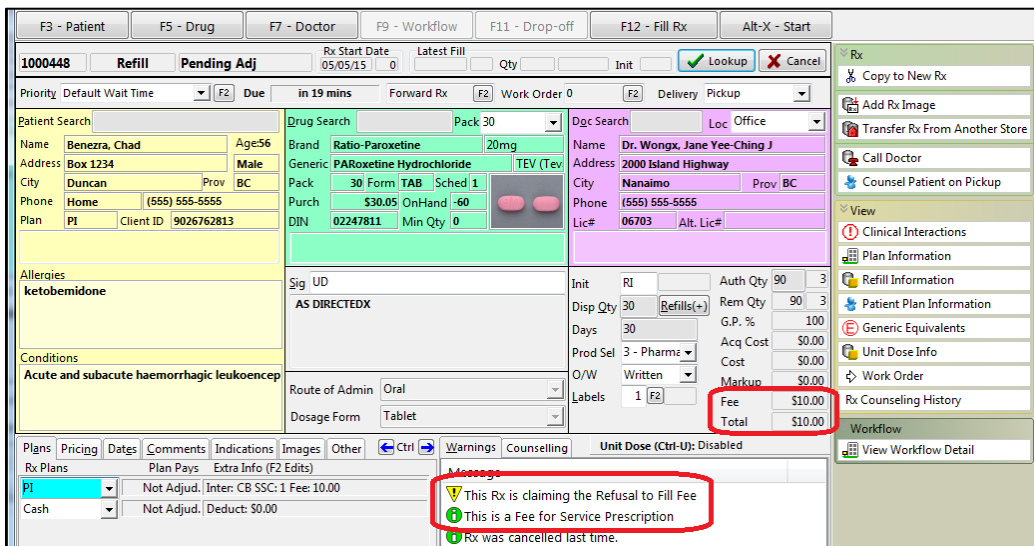 F3 - Patient F5 - Drug F7 - Doctor F9 - Workflow F11 - Drop-off F12 - Fill Rx Alt-X - Start
1000448 Refill Pending Adj Rx Start Date 05/05/15 0 Latest Fill Qty Init Lookup Cancel
Priority Default Wait Time F2 Due in 19 mins Forward Rx F2 Work Order 0 F2 Delivery Pickup
Patient Search
Name Benezra, Chad Age:56
Address Box 1234 Male
City Duncan Prov BC
Phone Home (555) 555-5555
Plan PI Client ID 9026762813
Allergies
ketobemidone
Conditions
Acute and subacute haemorrhagic leukoencep
Drug Search Pack 30
Brand Ratio-Paroxetine 20mg
Generic PARoxetine Hydrochloride TEV (Teva
Pack 30 Form TAB Sched 1
Purch $30.05 OnHand -60
DIN 02247811 Min Qty 0
Sig UD
AS DIRECTEDX
Route of Admin Oral
Dosage Form Tablet
Doc Search Loc Office
Name Dr. Wongx, Jane Yee-Ching J
Address 2000 Island Highway
City Nanaimo Prov BC
Phone (555) 555-5555
Lic# 06703 Alt. Lic#
Init RI Auth Qty 90 3
Disp Qty 30 Refills(+) Rem Qty 90 3
Days 30 G.P. % 100
Acq Cost $0.00
Prod Sel 3 - Pharma Cost $0.00
O/W Written Markup $0.00
Labels 1 F2 Fee $10.00
Total $10.00
Plans Pricing Dates Comments Indications Images Other Ctrl
Rx Plans Plan Pays Extra Info (F2 Edits)
PI Not Adjud. Inter: CB SSC: 1 Fee: 10.00
Cash Not Adjud. Deduct: $0.00
Warnings Counselling Unit Dose (Ctrl-U): Disabled
Message
This Rx is claiming the Refusal to Fill Fee
This is a Fee for Service Prescription
Rx was cancelled last time.
Rx
Copy to New Rx
Add Rx Image
Transfer Rx From Another Store
Call Doctor
Counsel Patient on Pickup
View
Clinical Interactions
Plan Information
Refill Information
Patient Plan Information
Generic Equivalents
Unit Dose Info
Work Order
Rx Counseling History
Workflow
View Workflow Detail